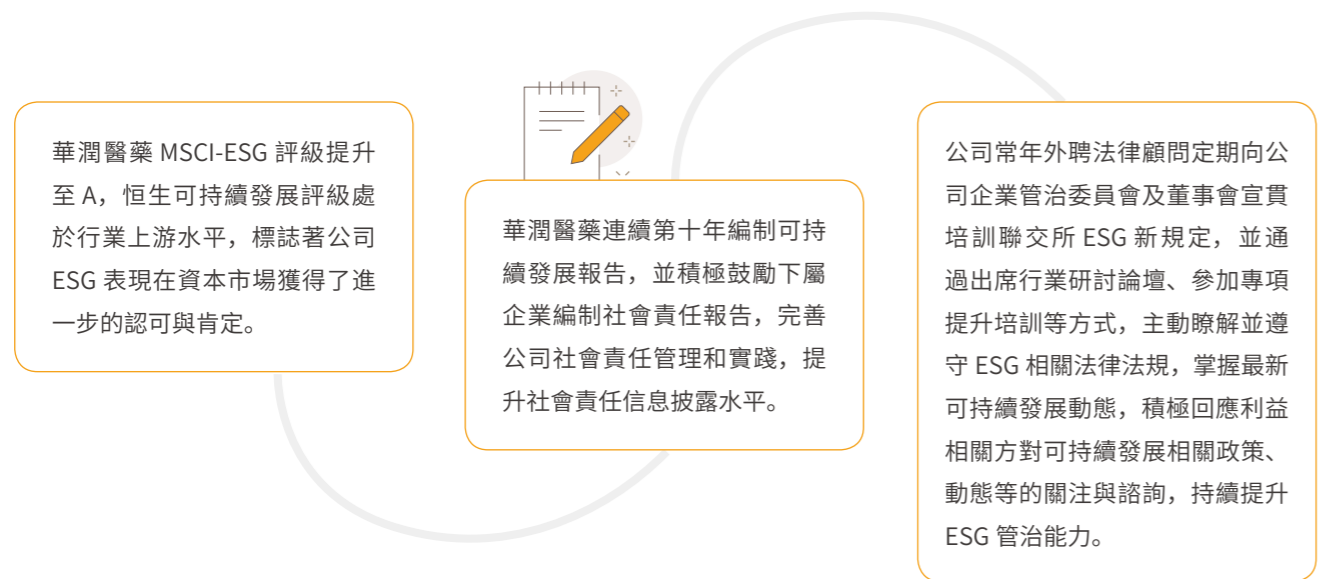 華潤醫藥 MSCI-ESG 評級提升
至 A，恒生可持續發展評級處
於行業上游水平，標誌著公司
ESG 表現在資本市場獲得了進
一步的認可與肯定。
華潤醫藥連續第十年編制可持
續發展報告，並積極鼓勵下屬
企業編制社會責任報告，完善
公司社會責任管理和實踐，提
升社會責任信息披露水平。
公司常年外聘法律顧問定期向公
司企業管治委員會及董事會宣貫
培訓聯交所 ESG 新規定，並通
過出席行業研討論壇、參加專項
提升培訓等方式，主動瞭解並遵
守 ESG 相關法律法規，掌握最新
可持續發展動態，積極回應利益
相關方對可持續發展相關政策、
動態等的關注與諮詢，持續提升
ESG 管治能力。